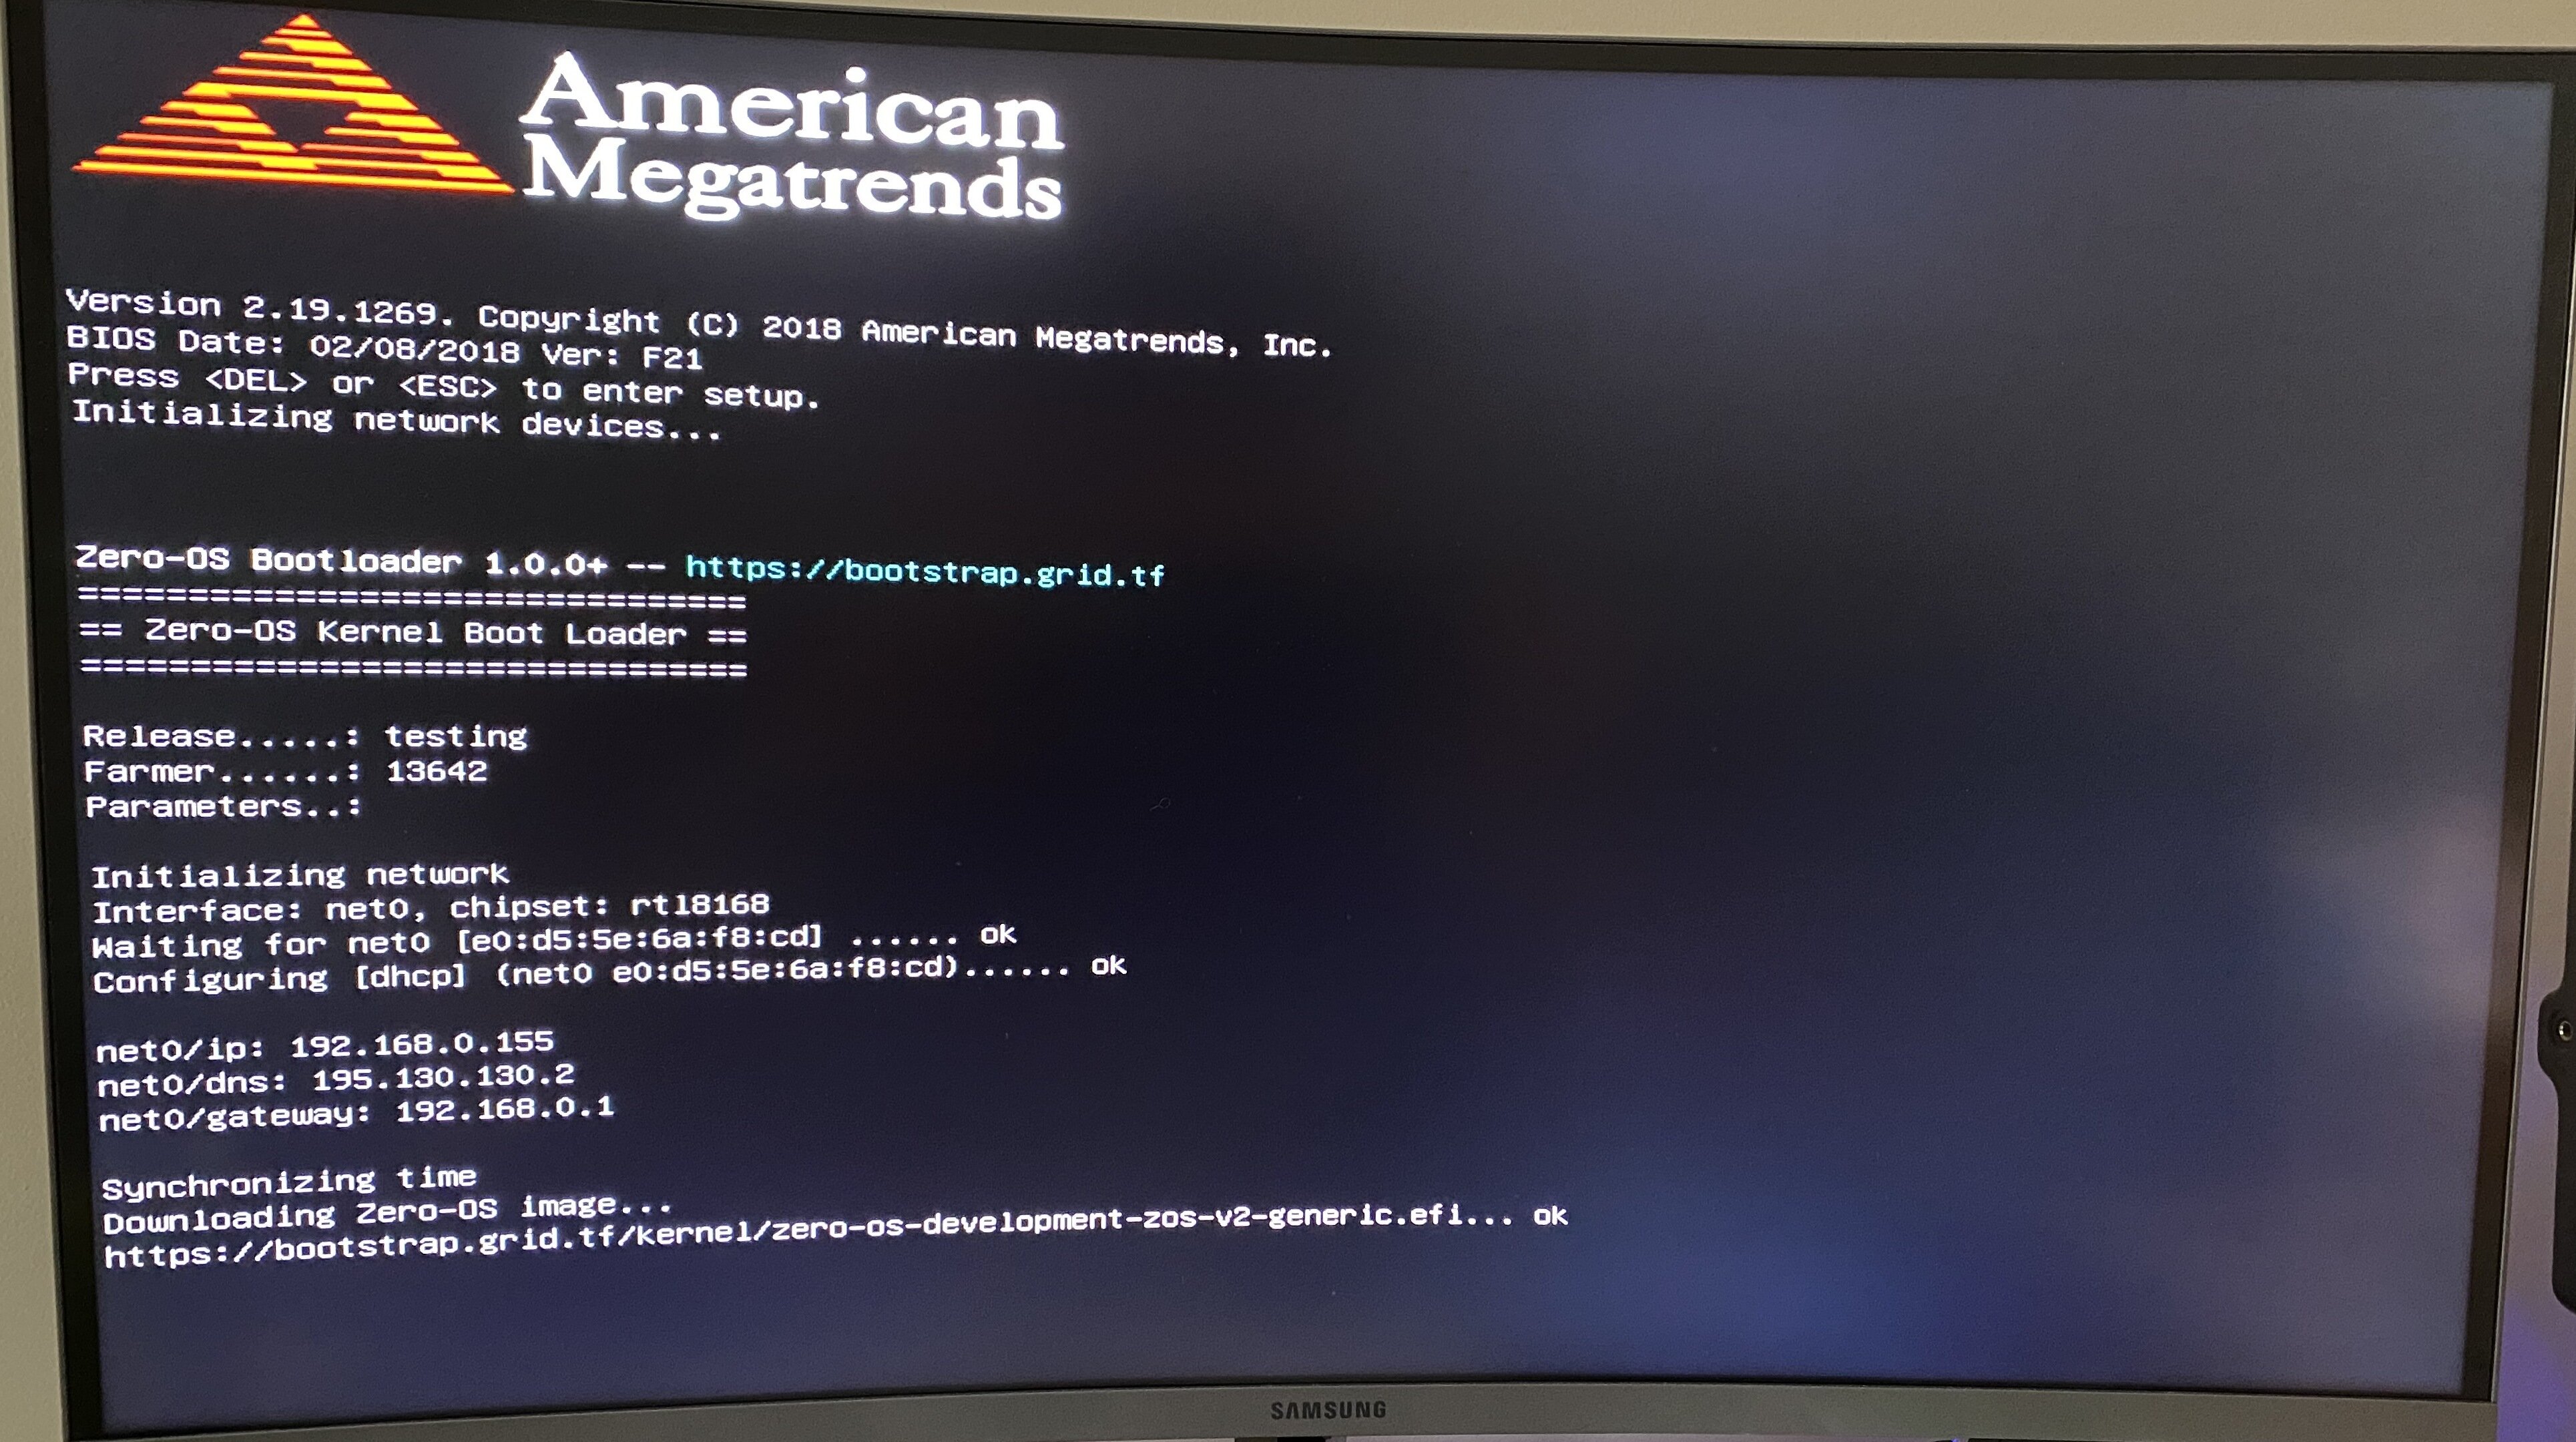 American
Megatrends
Version 2.19.1269. Copyright (C) 2018 American Megatrends, Inc.
BIOS Date: 02/08/2018 Ver: F21
Press <DEL> or <ESC> to enter setup.
Initializing network devices...
Zero-OS Bootloader 1.0.0+ -- https://bootstrap.grid.tf
===============================
== Zero-OS Kernel Boot Loader ==
===============================
Release.....: testing
Farmer......: 13642
Parameters..:
Initializing network
Interface: net0, chipset: rtl8168
Waiting for net0 [e0:d5:5e:6a:f8:cd] ...... ok
Configuring [dhcp] (net0 e0:d5:5e:6a:f8:cd)...... ok
net0/ip: 192.168.0.155
net0/dns: 195.130.130.2
net0/gateway: 192.168.0.1
Synchronizing time
Downloading Zero-OS image...
https://bootstrap.grid.tf/kernel/zero-os-development-zos-v2-generic.efi... ok
SAMSUNG